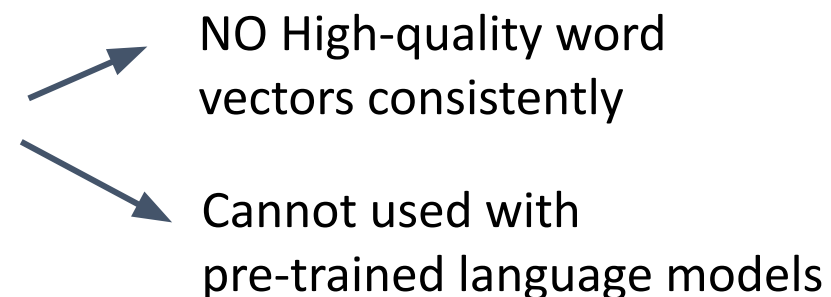 NO High-quality word
vectors consistently
Cannot used with
pre-trained language models